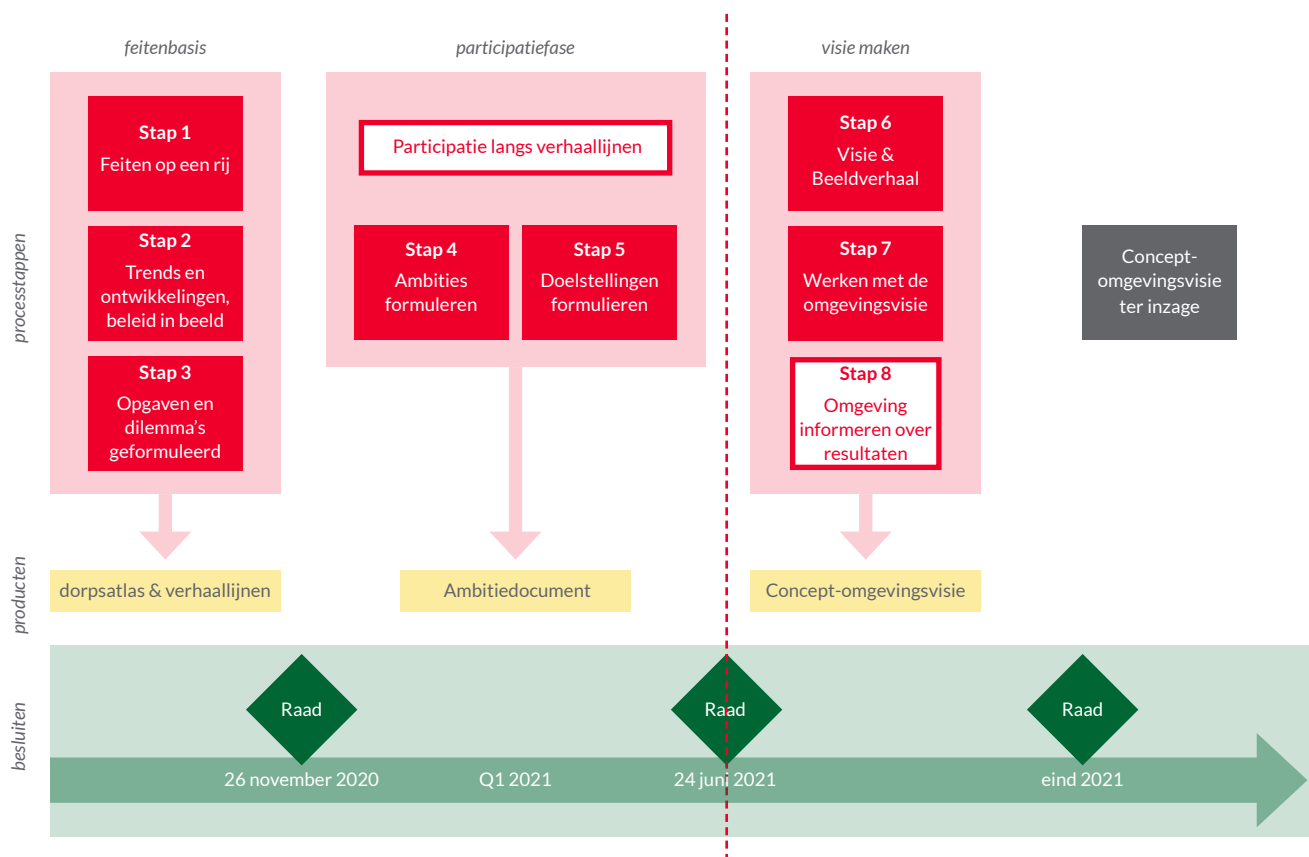 feitenbasis
participatiefase
visie maken
processtappen
Stap 1
Feiten op een rij
Stap 2
Trends en
ontwikkelingen,
beleid in beeld
Stap 3
Opgaven en
dilemma's
geformuleerd
Participatie langs verhaallijnen
Stap 4
Ambities
formuleren
Stap 5
Doelstellingen
formulieren
Stap 6
Visie &
Beeldverhaal
Stap 7
Werken met de
omgevingsvisie
Stap 8
Omgeving
informeren over
resultaten
Concept-
omgevingsvisie
ter inzage
producten
dorpsatlas & verhaallijnen
Ambitiedocument
Concept-omgevingsvisie
besluiten
Raad
Raad
Raad
26 november 2020
Q1 2021
24 juni 2021
eind 2021